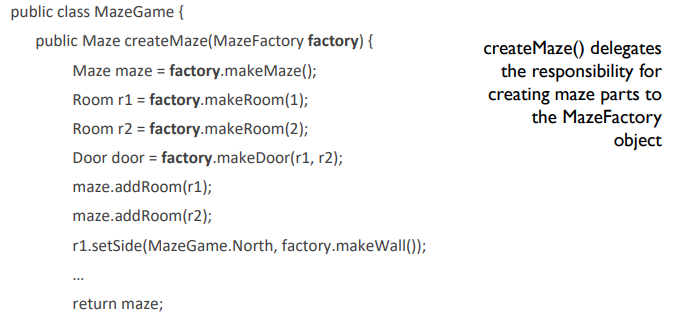 public class MazeGame {
public Maze createMaze(MazeFactory factory) {
Maze maze = factory.makeMaze();
Room r1 = factory.makeRoom(1);
Room r2 = factory.makeRoom(2);
Door door = factory.makeDoor(r1, r2);
maze.addRoom(r1);
maze.addRoom(r2);
r1.setSide(MazeGame.North, factory.makeWall());
…
return maze;
createMaze() delegates
the responsibility for
creating maze parts to
the MazeFactory
object